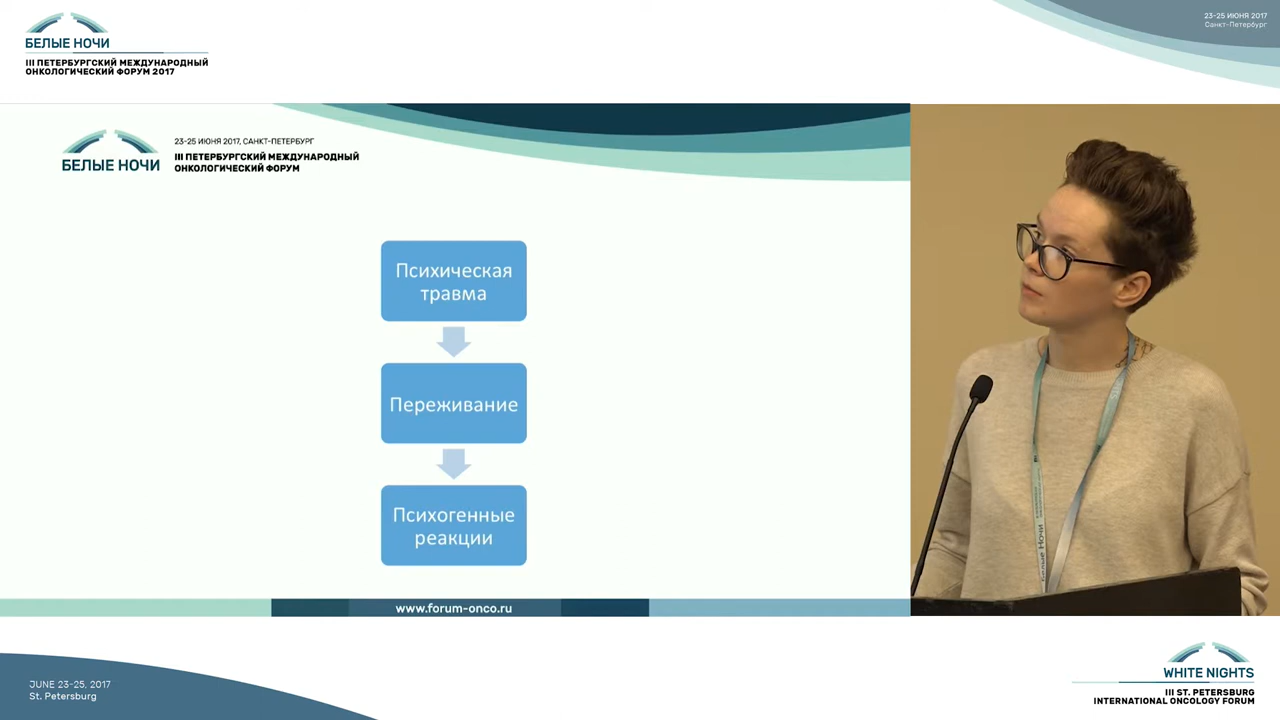 БЕЛЫЕ НОЧИ
III ПЕТЕРБУРГСКИЙ МЕЖДУНАРОДНЫЙ
ОНКОЛОГИЧЕСКИЙ ФОРУМ 2017
23-25 ИЮНЯ 2017
Санкт-Петербург
БЕЛЫЕ НОЧИ
23-25 ИЮНЯ 2017, САНКТ-ПЕТЕРБУРГ
III ПЕТЕРБУРГСКИЙ МЕЖДУНАРОДНЫЙ
ОНКОЛОГИЧЕСКИЙ ФОРУМ
Психическая
травма
Переживание
Психогенные
реакции
www.forum-onco.ru
Белые Ночи
JUNE 23-25, 2017
St. Petersburg
WHITE NIGHTS
III ST. PETERSBURG
INTERNATIONAL ONCOLOGY FORUM